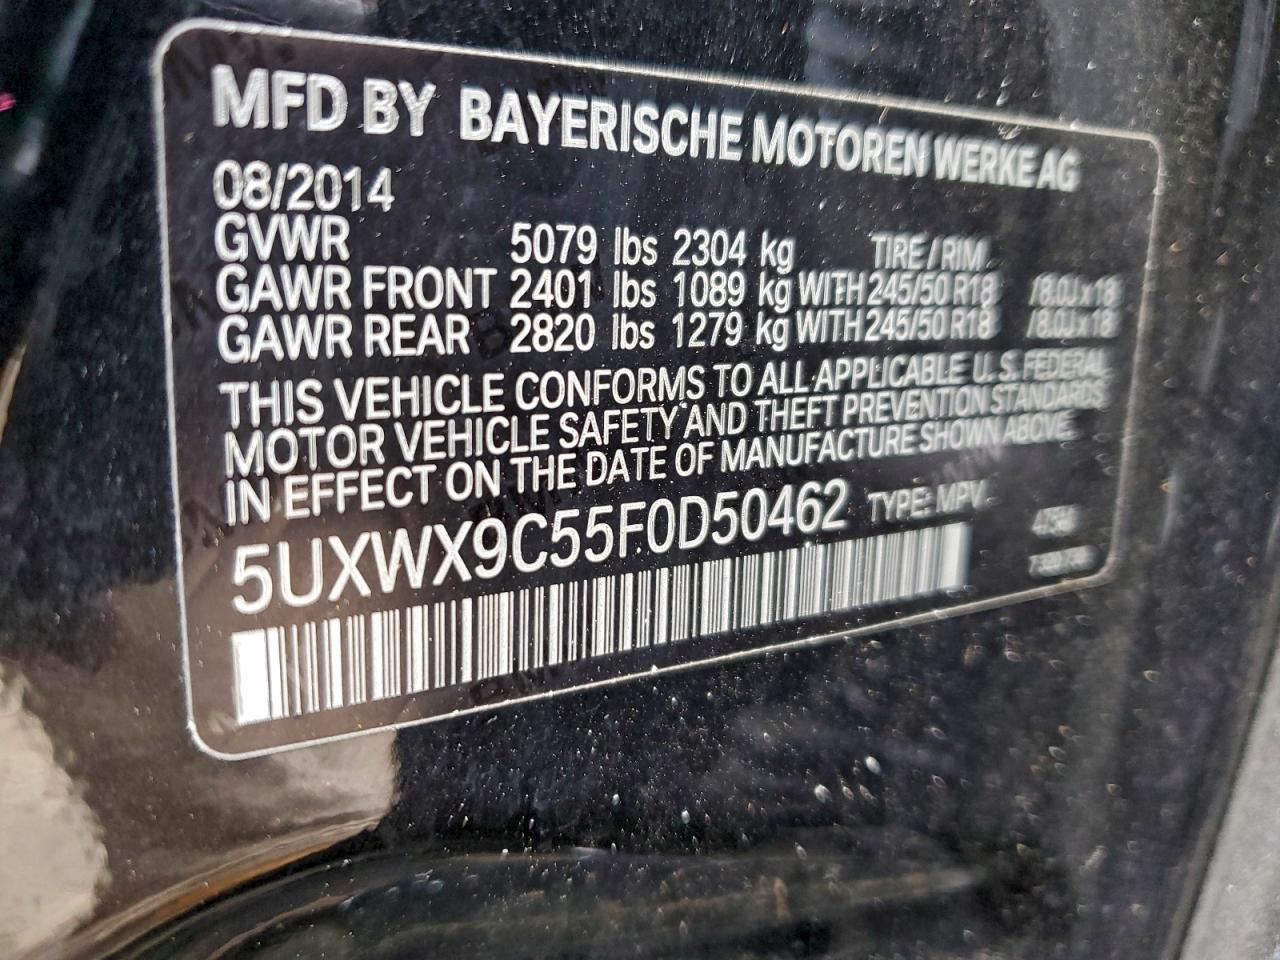 MFD BY BAYERISCHE MOTOREN WERKE AG
08/2014
GVWR 5079 lbs 2304 kg TIRE / RIM
GAWR FRONT 2401 lbs 1089 kg WITH 245/50 R18 /8.0J x 18
GAWR REAR 2820 lbs 1279 kg WITH 245/50 R18 /8.0J x 18
THIS VEHICLE CONFORMS TO ALL APPLICABLE U.S. FEDERAL
MOTOR VEHICLE SAFETY AND THEFT PREVENTION STANDARDS
IN EFFECT ON THE DATE OF MANUFACTURE SHOWN ABOVE.
5UXWX9C55F0D50462 TYPE: MPV